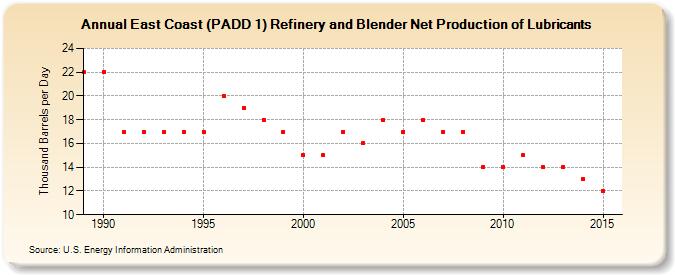 Annual East Coast (PADD 1) Refinery and Blender Net Production of Lubricants
Thousand Barrels per Day
24
22
20
18
16
14
12
10
1990 1995 2000 2005 2010 2015
Source: U.S. Energy Information Administration